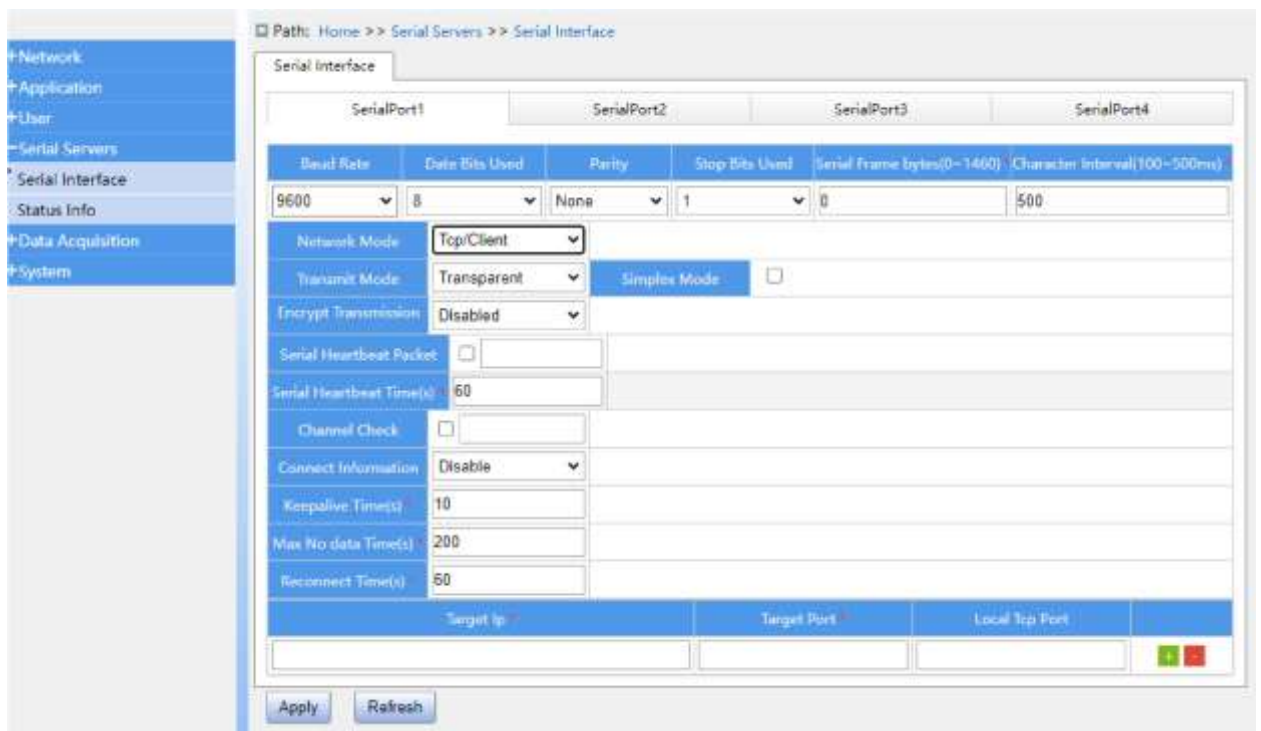 Path: Home >> Serial Servers >> Serial Interface
+Network
+Application
+User
-Serial Servers
Serial Interface
Status Info
+Data Acquisition
+System
Serial Interface
SerialPort1 SerialPort2 SerialPort3 SerialPort4
Baud Rate Date Bits Used Parity Stop Bits Used Serial Frame bytes(0~1460) * Character Interval(100~500ms) *
9600 8 None 1 0 500
Network Mode Tcp/Client
Transmit Mode Transparent Simplex Mode
Encrypt Transmission Disabled
Serial Heartbeat Packet
Serial Heartbeat Time(s) * 60
Channel Check
Connect Information Disable
Keepalive Time(s) * 10
Max No data Time(s) * 200
Reconnect Time(s) 60
Target Ip * Target Port * Local Tcp Port
+ -
Apply Refresh